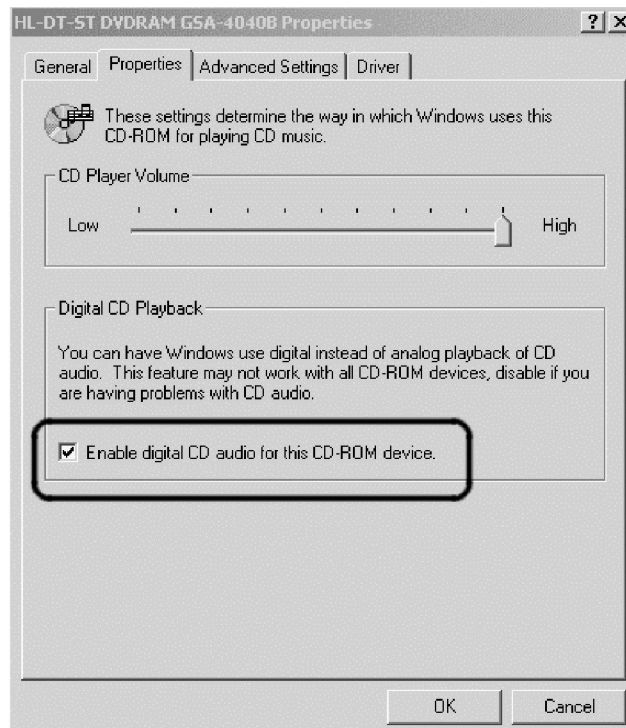 HL-DT-ST DVDRAM GSA-4040B Properties
General Properties Advanced Settings Driver
These settings determine the way in which Windows uses this
CD-ROM for playing CD music.
CD Player Volume
Low High
Digital CD Playback
You can have Windows use digital instead of analog playback of CD
audio. This feature may not work with all CD-ROM devices, disable if you
are having problems with CD audio.
Enable digital CD audio for this CD-ROM device.
OK Cancel